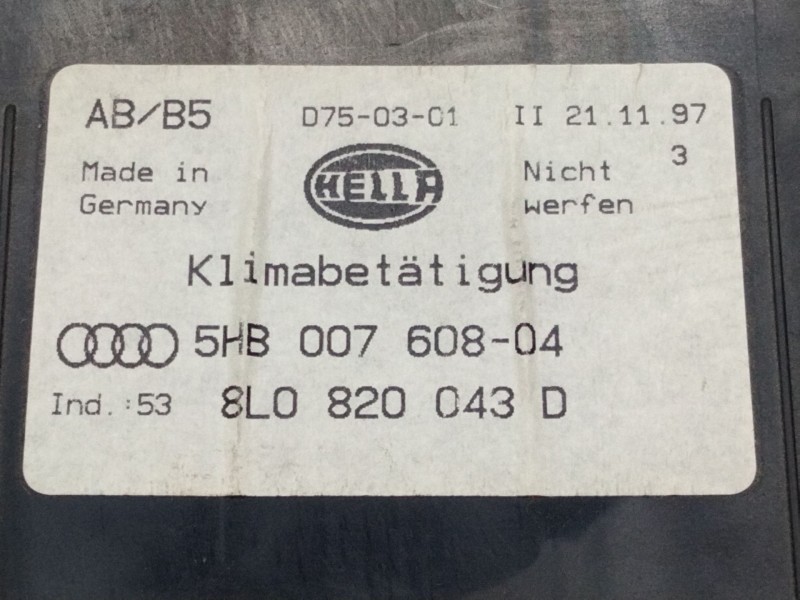 AB/B5 D75-03-01 II 21.11.97
3
Made in HELLA Nicht
Germany werfen
Klimabetätigung
5HB 007 608-04
Ind.:53 8L0 820 043 D